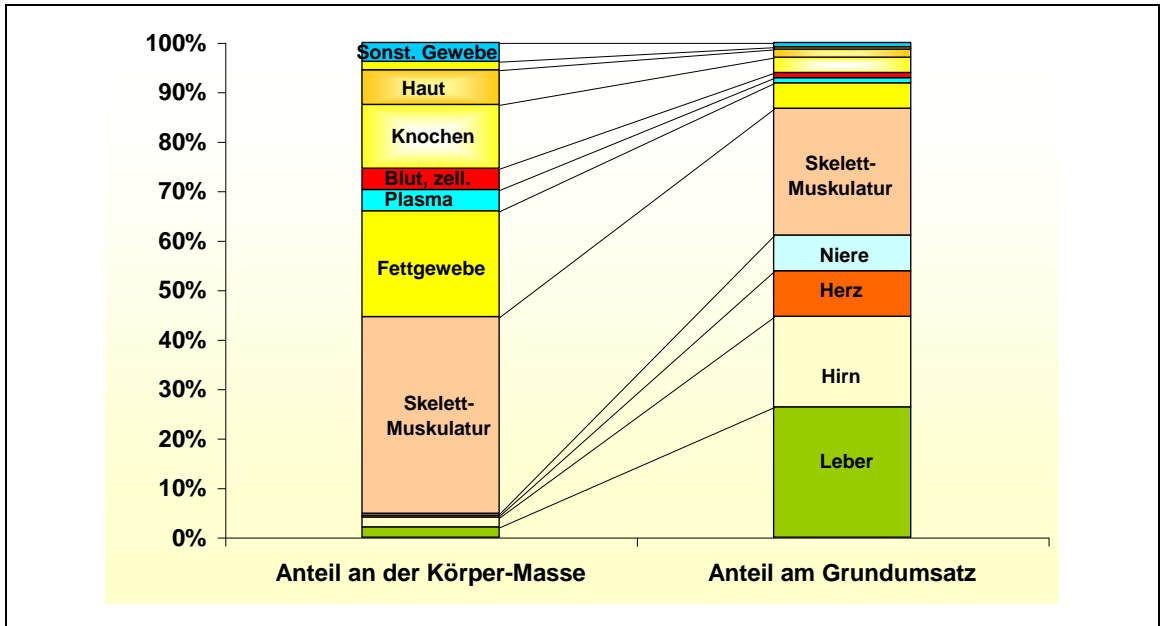 100%
90%
80%
70%
60%
50%
40%
30%
20%
10%
0%
Sonst. Gewebe
Haut
Knochen
Blut, zell.
Plasma
Fettgewebe
Skelett-
Muskulatur
Skelett-
Muskulatur
Niere
Herz
Hirn
Leber
Anteil an der Körper-Masse
Anteil am Grundumsatz